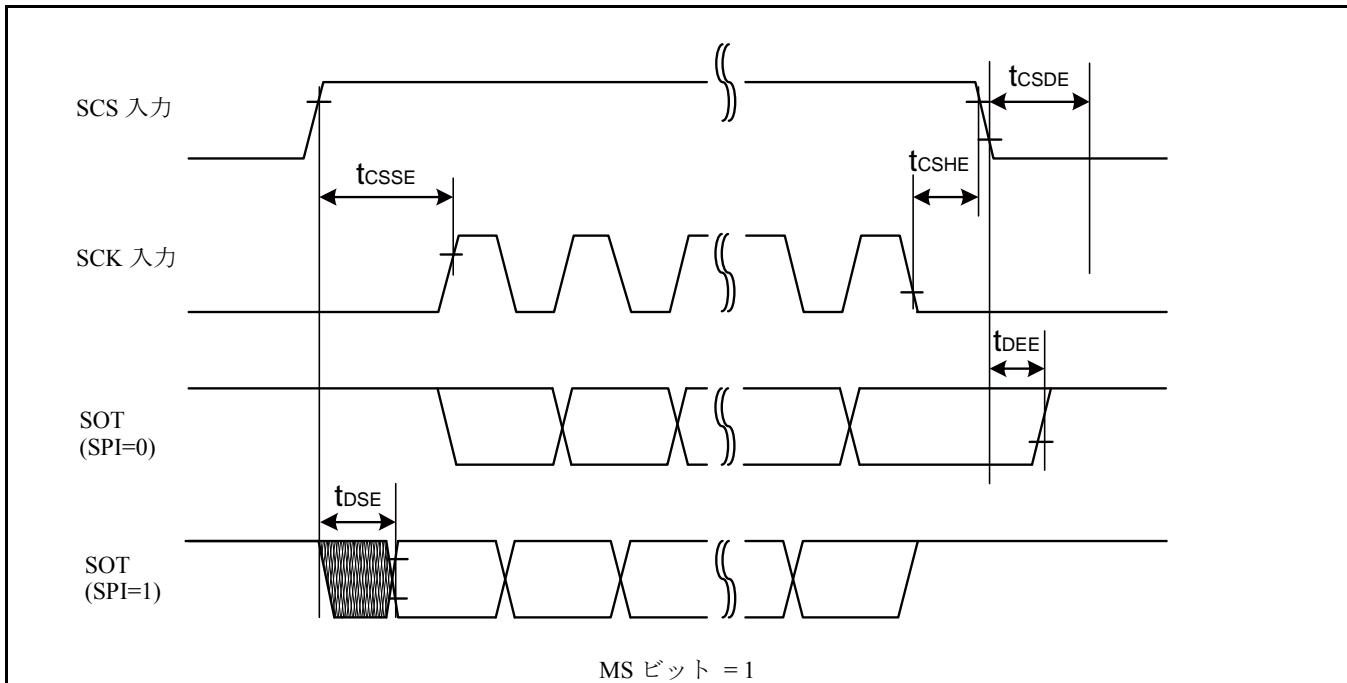 SCS 入力
tCSDE
tCSHE
tCSSE
SCK 入力
tDEE
SOT
(SPI=0)
tDSE
SOT
(SPI=1)
MS ビット = 1